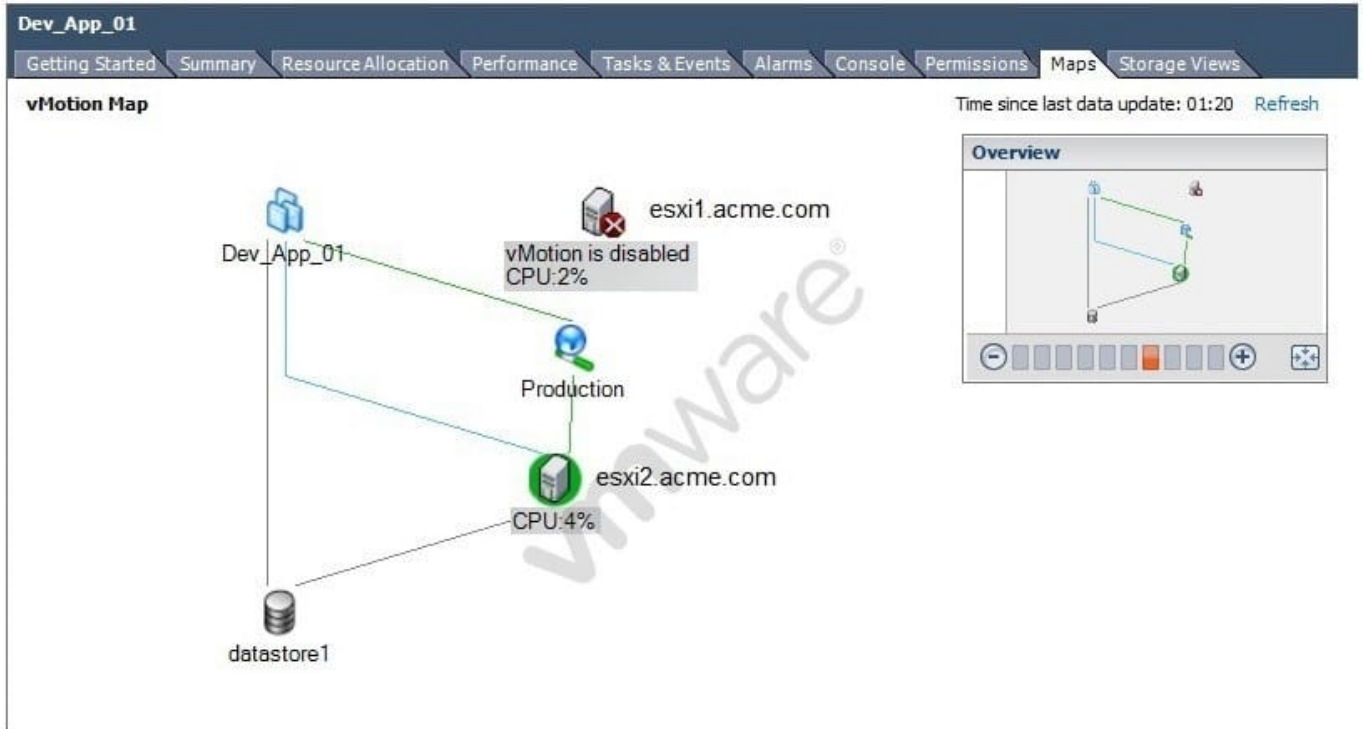 Dev_App_01
Getting Started Summary Resource Allocation Performance Tasks & Events Alarms Console Permissions Maps Storage Views
vMotion Map
Time since last data update: 01:20 Refresh
Overview
esxi1.acme.com
Dev_App_01
vMotion is disabled
CPU:2%
Production
esxi2.acme.com
CPU:4%
datastore1
vmware®